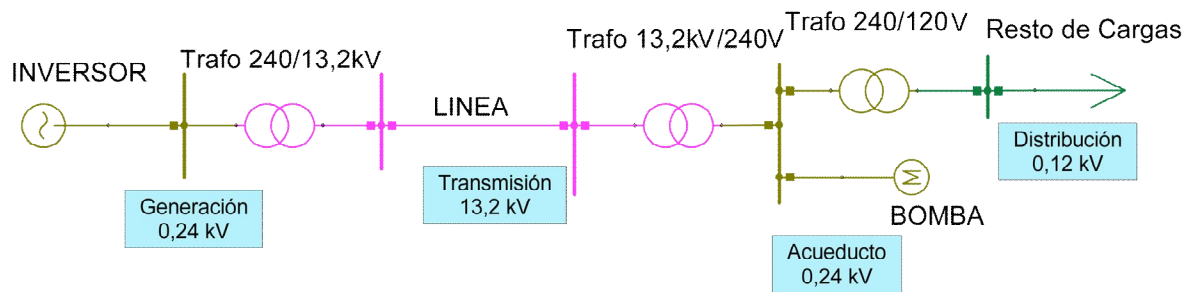 INVERSOR
Trafo 240/13,2kV
LINEA
Trafo 13,2kV/240V
Trafo 240/120V
Resto de Cargas
Generación
0,24 kV
Transmisión
13,2 kV
Distribución
0,12 kV
M
BOMBA
Acueducto
0,24 kV